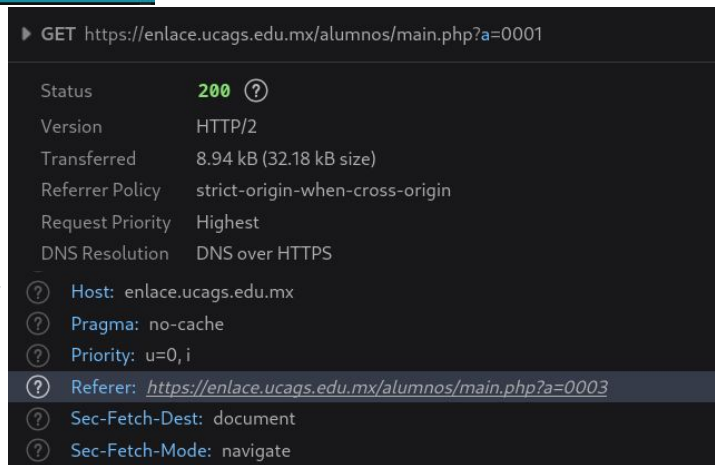 GET https://enlace.ucags.edu.mx/alumnos/main.php?a=0001
Status 200 ?
Version HTTP/2
Transferred 8.94 kB (32.18 kB size)
Referrer Policy strict-origin-when-cross-origin
Request Priority Highest
DNS Resolution DNS over HTTPS
? Host: enlace.ucags.edu.mx
? Pragma: no-cache
? Priority: u=0, i
? Referer: https://enlace.ucags.edu.mx/alumnos/main.php?a=0003
? Sec-Fetch-Dest: document
? Sec-Fetch-Mode: navigate